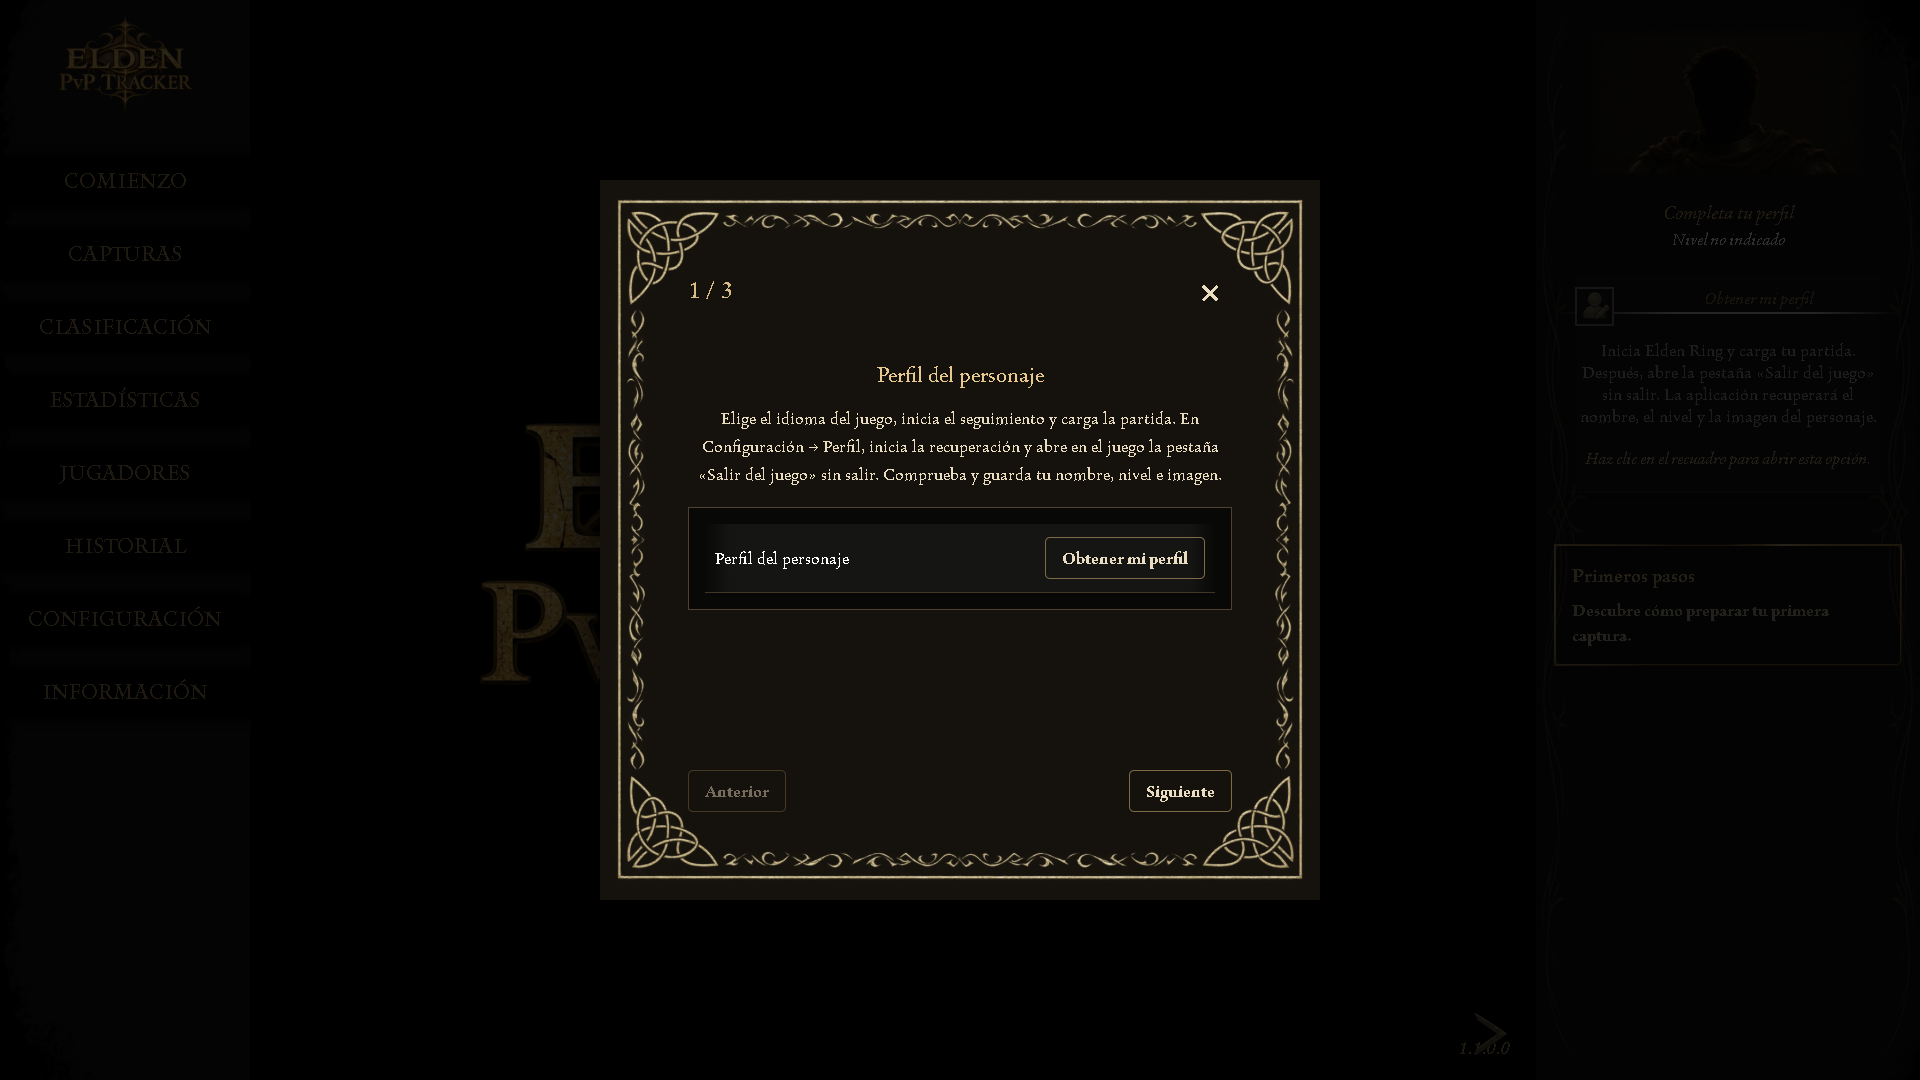 ELDEN
PVP TRACKER
COMIENZO
CAPTURAS
CLASIFICACIÓN
ESTADÍSTICAS
JUGADORES
HISTORIAL
CONFIGURACIÓN
INFORMACIÓN
E
Pv
1 / 3
Perfil del personaje
Elige el idioma del juego, inicia el seguimiento y carga la partida. En
Configuración → Perfil, inicia la recuperación y abre en el juego la pestaña
«Salir del juego» sin salir. Comprueba y guarda tu nombre, nivel e imagen.
Perfil del personaje
Obtener mi perfil
Anterior
Siguiente
Completa tu perfil
Nivel no indicado
Obtener mi perfil
Inicia Elden Ring y carga tu partida.
Después, abre la pestaña «Salir del juego»
sin salir. La aplicación recuperará el
nombre, el nivel y la imagen del personaje.
Haz clic en el recuadro para abrir esta opción.
Primeros pasos
Descubre cómo preparar tu primera
captura.
1.1.0.0